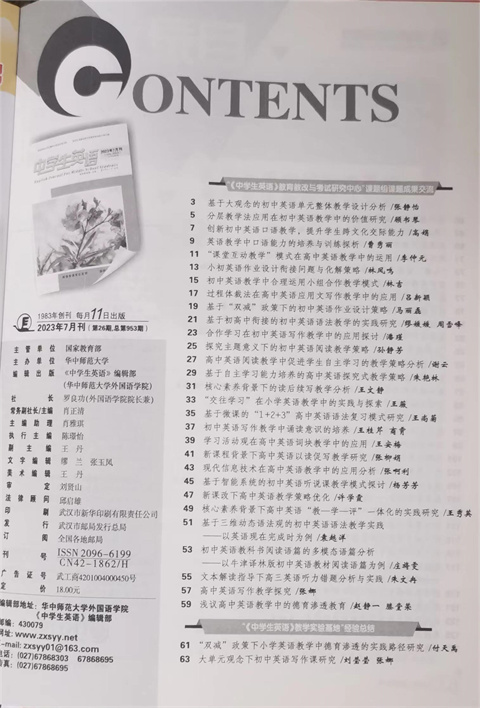 CONTENTS
中学生英语
1983年创刊 每月11日出版
2023年7月刊 (第26期,总第953期)
主管单位 国家教育部
主办单位 华中师范大学
编辑出版 《中学生英语》编辑部
(华中师范大学外国语学院)
社长 罗良功(外国语学院院长兼)
常务副社长/主编 肖正清
主编助理 肖雅琪
执行主编 陈璟怡
副主编 王丹
文字编辑 缪兰 张玉凤
美术编辑 王丹
审定 刘贤山
法律顾问 邱启雄
印刷 武汉市新华印刷有限责任公司
发行 武汉市邮局发行总局
订阅 全国各地邮局
刊号 ISSN 2096-6199
CN42-1862/H
广告证号 武工商4201004000450号
定价 18.00元
编辑部地址: 华中师范大学外国语学院
《中学生英语》编辑部
邮编: 430079
网址: www.zxsyy.net
E-mail: zxsyy01@163.com
电话: (027)67868303 67868695
传真: (027)67868695
《中学生英语》教育教改与考试研究中心"课题组课题成果交流
3 基于大观念的初中英语单元整体教学设计分析 /张静怡
5 分层教学法应用在初中英语教学中的价值研究 /顾书琴
7 创新初中英语口语教学，提升学生跨文化交际能力 /高娟
9 英语教学中口语能力的培养与训练探析 /曹秀丽
11 "课堂互动教学"模式在高中英语教学中的运用 /李仲元
13 小初英语作业设计衔接问题与化解策略 /林凤鸣
15 初中英语教学中合理运用小组合作教学模式 /林吉
17 过程体裁法在高中英语应用文写作教学中的应用 /吕新颖
19 基于"双减"政策下的初中英语作业设计策略 /马丽磊
21 基于初高中衔接的初中英语语法教学的实践研究 /缪媛媛 周雪峰
23 合作学习在初中英语写作教学中的应用探讨 /潘瑾
25 探究主题意义下的初中英语阅读教学策略 /孙静芳
27 高中英语阅读教学中促进学生自主学习的教学策略分析 /谢云
29 基于自主学习能力培养的高中英语探究式教学策略 /朱艳林
31 核心素养背景下的读后续写教学分析 /王文静
33 "交往学习"在小学英语教学中的实践与探索 /王薇
35 基于微课的"1+2+3"高中英语语法复习模式研究 /王尚菊
37 初中英语写作教学中诵读意识的培养 /王桂芹 商霄
39 学习活动观在高中英语词块教学中的应用 /王安梅
41 新课程背景下高中英语以读促写教学研究 /张柳娟
43 现代信息技术在高中英语教学中的应用分析 /张啊利
45 基于智能系统的初中英语听说课教学模式探讨 /杨芳芳
47 新课改下高中英语教学策略优化 /许学霞
49 核心素养背景下高中英语"教—学—评"一体化的实践研究 /王秀英
51 基于三维动态语法观的初中英语语法教学实践
——以英语现在完成时为例 /袁越洋
53 初中英语教科书阅读语篇的多模态语篇分析
——以牛津译林版初中英语教材阅读语篇为例 /庄琦雯
55 文本解读指导下高三英语听力错题分析与实践 /朱文冉
57 高中英语写作教学探究 /张娜
59 浅议高中英语教学中的德育渗透教育 /赵静一 滕莹策
"《中学生英语》教学实验基地"经验总结
61 "双减"政策下小学英语教学中德育渗透的实践路径研究 /付天禹
63 大单元观念下初中英语写作课研究 /刘蕾蕾 张娜